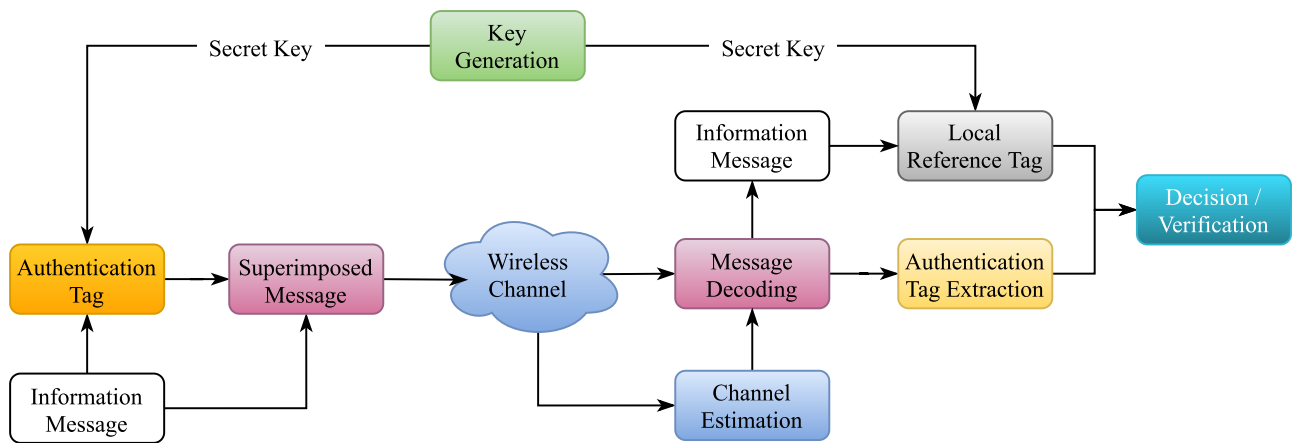 Key
Generation
Secret Key
Secret Key
Information
Message
Local
Reference Tag
Decision /
Verification
Authentication
Tag
Superimposed
Message
Wireless
Channel
Message
Decoding
Authentication
Tag Extraction
Information
Message
Channel
Estimation